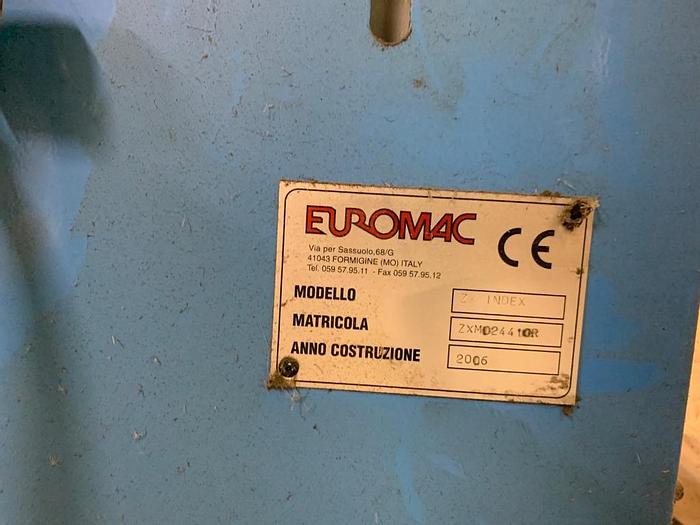 EUROMAC
CE
Via per Sassuolo,68/G
41043 FORMIGINE (MO) ITALY
Tel. 059 57.95.11 - Fax 059 57.95.12
MODELLO INDEX
MATRICOLA
ANNO COSTRUZIONE 2006